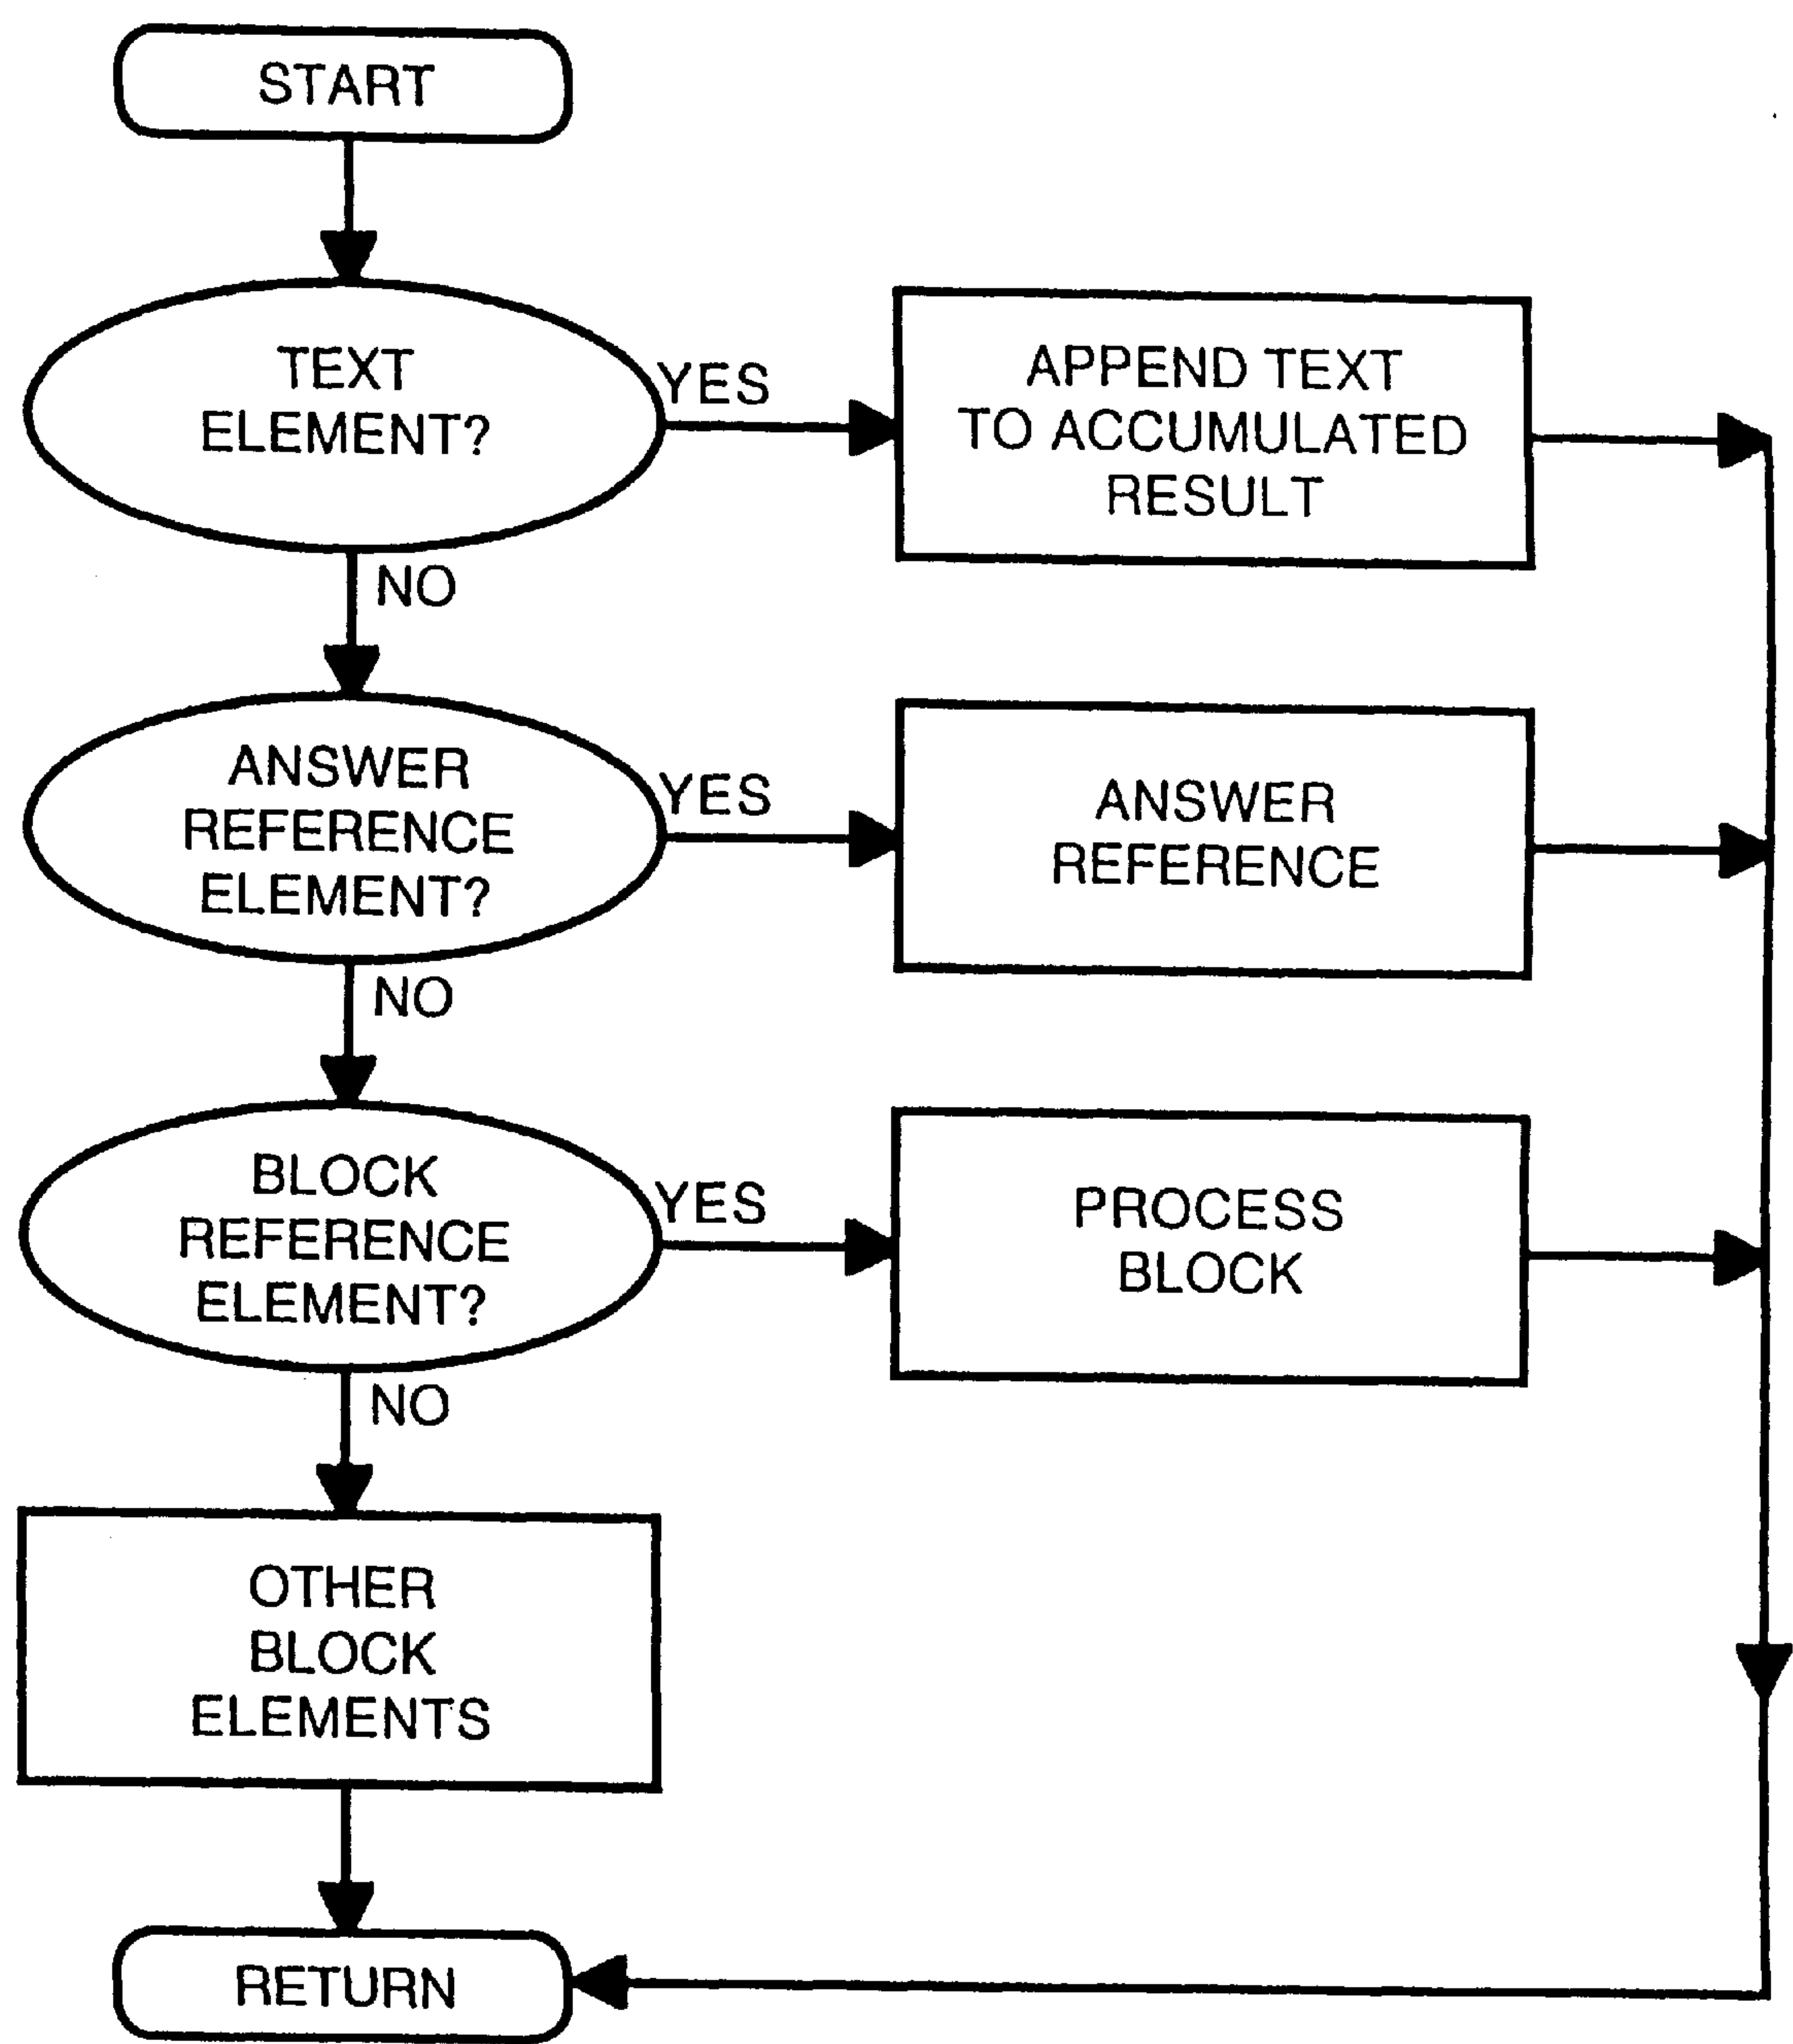 START
TEXT
ELEMENT?
YES
APPEND TEXT
TO ACCUMULATED
RESULT
NO
ANSWER
REFERENCE
ELEMENT?
YES
ANSWER
REFERENCE
NO
BLOCK
REFERENCE
ELEMENT?
YES
PROCESS
BLOCK
NO
OTHER
BLOCK
ELEMENTS
RETURN